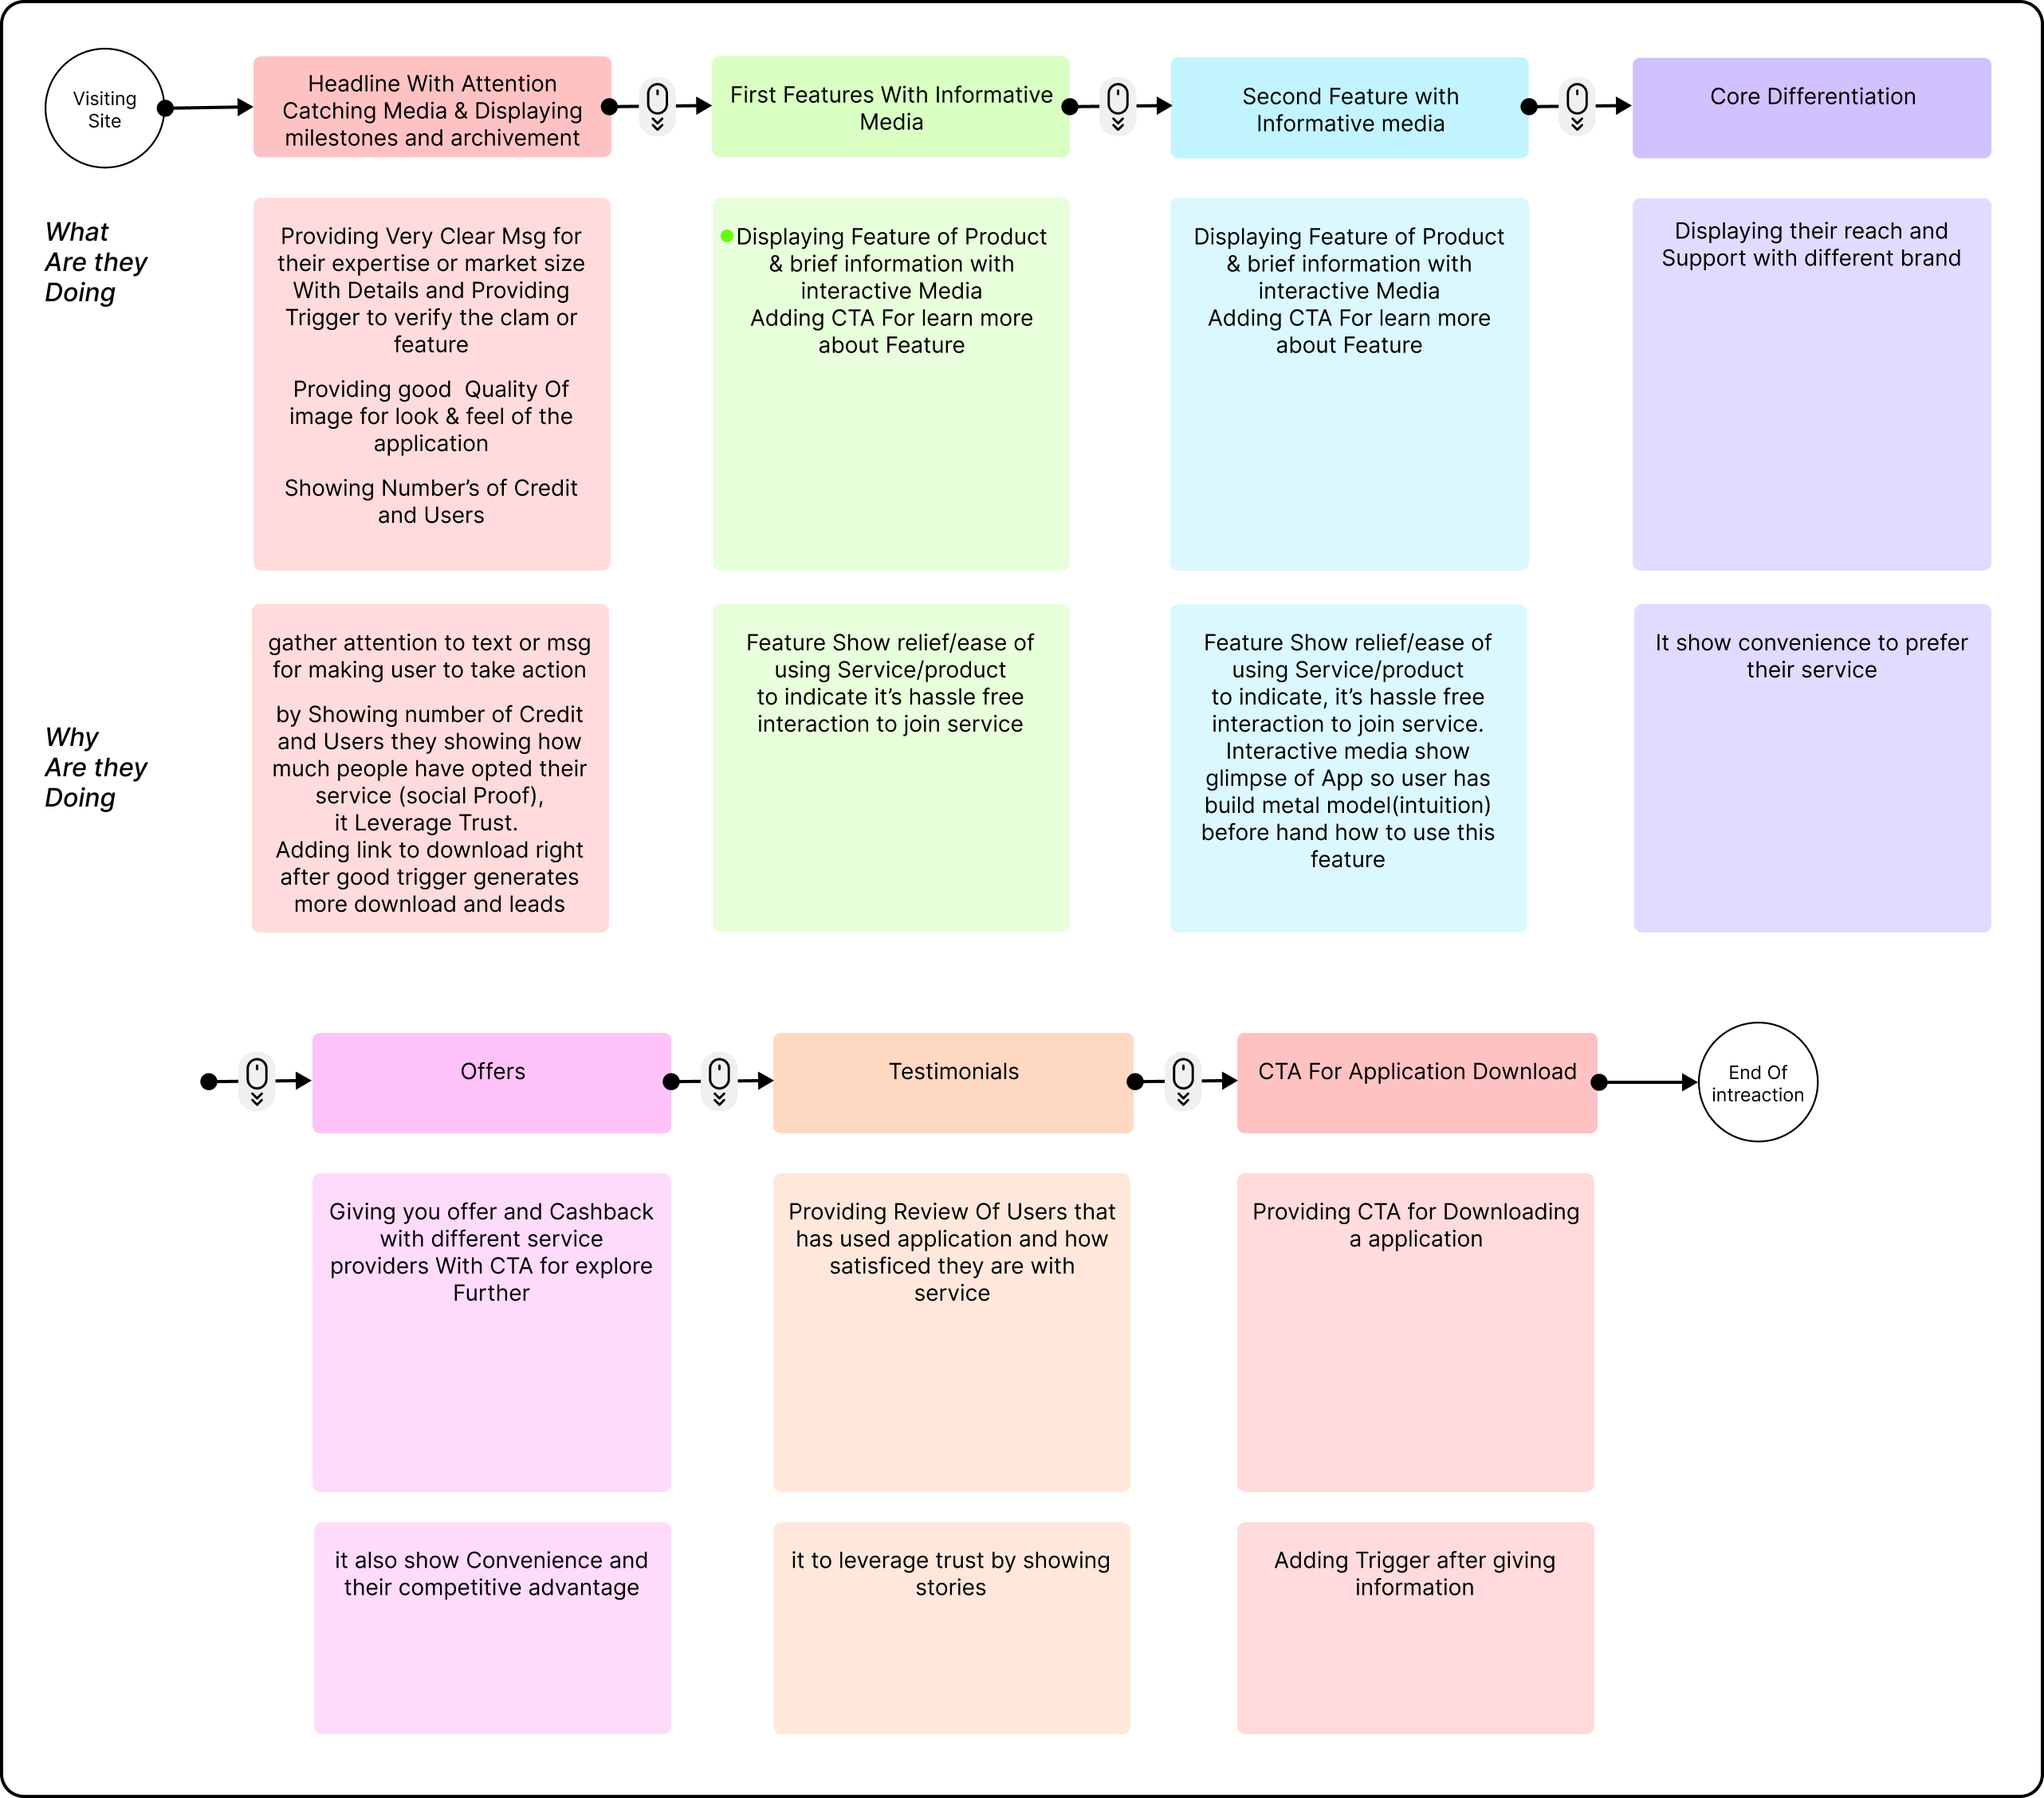 Visiting
Site
Headline With Attention
Catching Media & Displaying
milestones and archivement
First Features With Informative
Media
Second Feature with
Informative media
Core Differentiation
What
Are they
Doing
Providing Very Clear Msg for
their expertise or market size
With Details and Providing
Trigger to verify the clam or
feature
Providing good  Quality Of
image for look & feel of the
application
Showing Number’s of Credit
and Users
Displaying Feature of Product
& brief information with
interactive Media
Adding CTA For learn more
about Feature
Displaying Feature of Product
& brief information with
interactive Media
Adding CTA For learn more
about Feature
Displaying their reach and
Support with different brand
Why
Are they
Doing
gather attention to text or msg
for making user to take action
by Showing number of Credit
and Users they showing how
much people have opted their
service (social Proof),
it Leverage Trust.
Adding link to download right
after good trigger generates
more download and leads
Feature Show relief/ease of
using Service/product
to indicate it’s hassle free
interaction to join service
Feature Show relief/ease of
using Service/product
to indicate, it’s hassle free
interaction to join service.
Interactive media show
glimpse of App so user has
build metal model(intuition)
before hand how to use this
feature
It show convenience to prefer
their service
Offers
Testimonials
CTA For Application Download
End Of
intreaction
Giving you offer and Cashback
with different service
providers With CTA for explore
Further
Providing Review Of Users that
has used application and how
satisficed they are with
service
Providing CTA for Downloading
a application
it also show Convenience and
their competitive advantage
it to leverage trust by showing
stories
Adding Trigger after giving
information